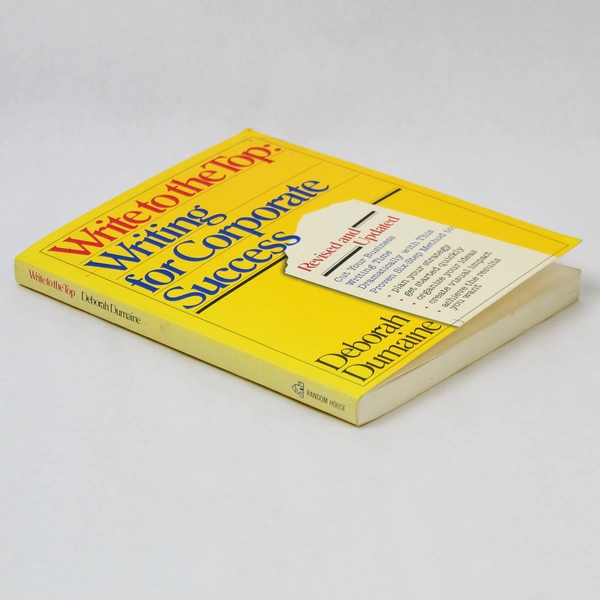 Write to the Top:
Writing
for Corporate
Success
Revised and
Updated
Cut Your Business
Writing Time
Dramatically with This
Proven Six-Step Method to
• plan your strategy
• get started quickly
• organize your ideas
• create visual impact
• achieve the results
you want
Deborah
Dumaine
Write to the Top Deborah Dumaine RANDOM HOUSE